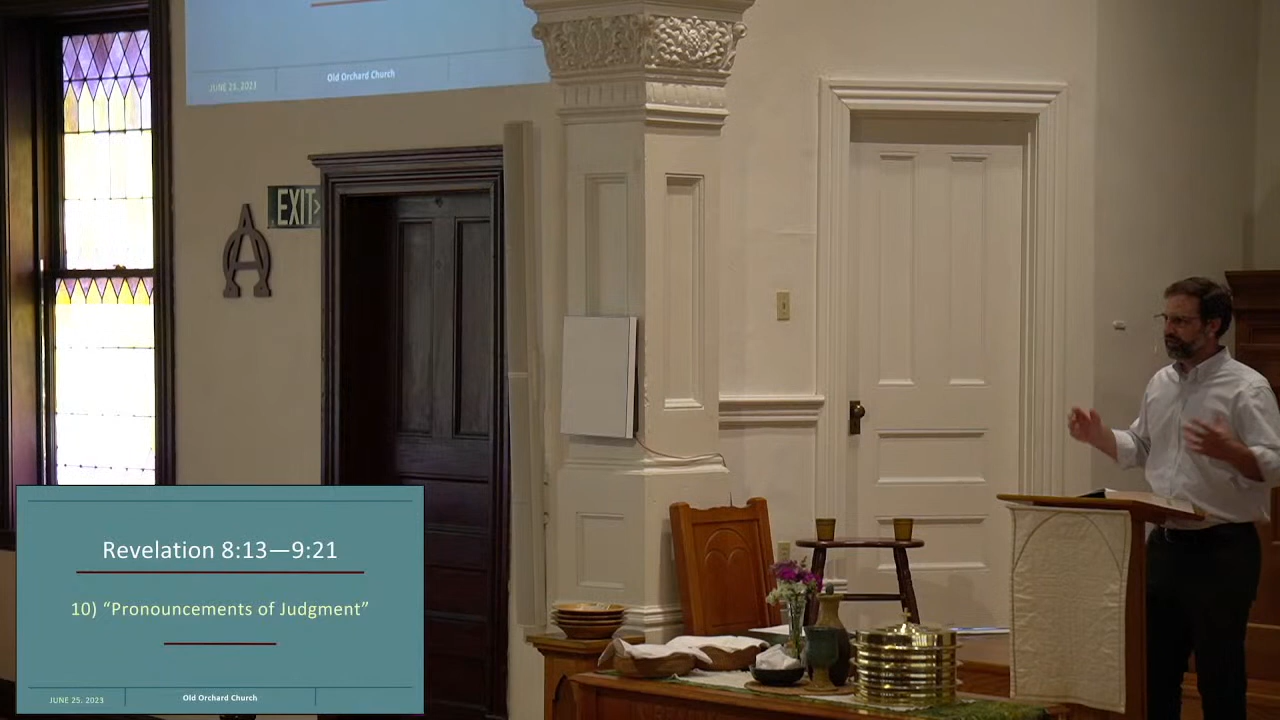 JUNE 25, 2023
Old Orchard Church
EXIT
Revelation 8:13—9:21
10) “Pronouncements of Judgment”
JUNE 25, 2023
Old Orchard Church